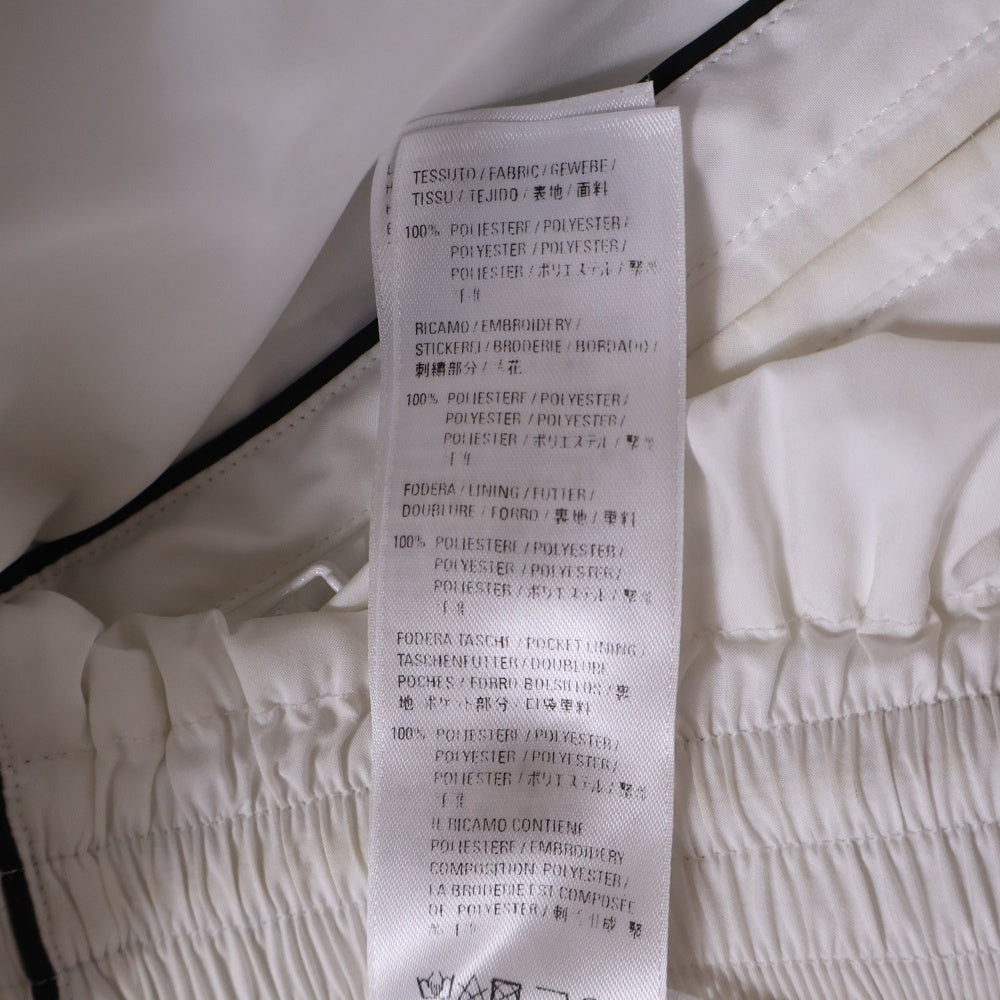 TESSUTO / FABRIC / GEWEBE /
TISSU / TEJIDO / 表地 / 面料
100% POLIESTERE / POLYESTER /
POLYESTER / POLYESTER /
POLIESTER / ポリエステル /
RICAMO / EMBROIDERY /
STICKEREI / BRODERIE / BORDADO /
刺繍部分 /
100% POLIESTERE / POLYESTER /
POLYESTER / POLYESTER /
POLIESTER / ポリエステル /
FODERA / LINING / FUTTER /
DOUBLURE / FORRO / 裏地 / 里料
100% POLIESTERE / POLYESTER /
POLYESTER / POLYESTER /
POLIESTER / ポリエステル /
FODERA TASCHE / POCKET LINING
TASCHENFUTTER / DOUBLURE
POCHES / FORRO BOLSILLOS / 裏
地 ポケット部分 / 口袋里料
100% POLIESTERE / POLYESTER /
POLYESTER / POLYESTER /
POLIESTER / ポリエステル /
IL RICAMO CONTIENE
POLIESTERE / EMBROIDERY
COMPOSITION: POLYESTER /
LA BRODERIE EST COMPOSEE
DE POLYESTER /